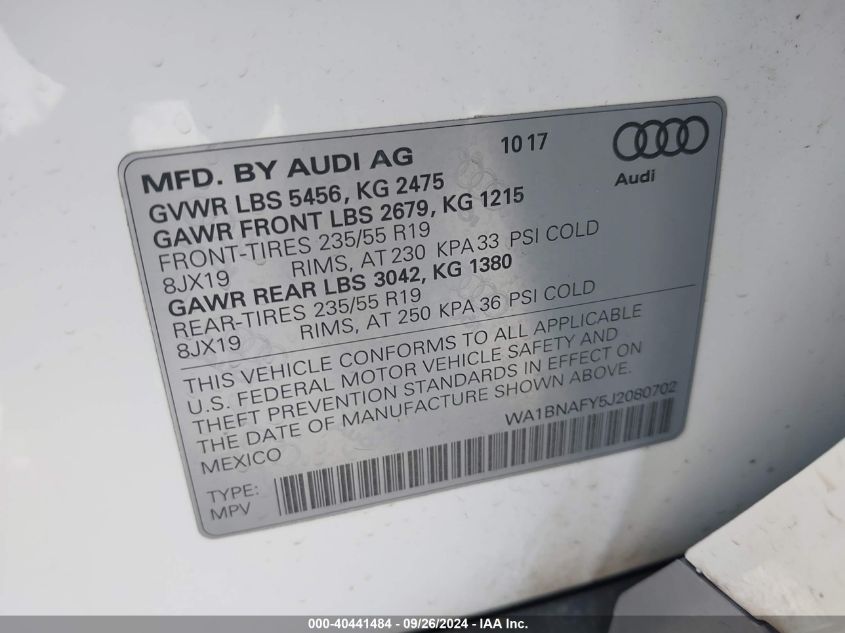 MFD. BY AUDI AG 10 17
Audi
GVWR LBS 5456, KG 2475
GAWR FRONT LBS 2679, KG 1215
FRONT-TIRES 235/55 R19
8JX19 RIMS, AT 230 KPA 33 PSI COLD
GAWR REAR LBS 3042, KG 1380
REAR-TIRES 235/55 R19
8JX19 RIMS, AT 250 KPA 36 PSI COLD
THIS VEHICLE CONFORMS TO ALL APPLICABLE
U.S. FEDERAL MOTOR VEHICLE SAFETY AND
THEFT PREVENTION STANDARDS IN EFFECT ON
THE DATE OF MANUFACTURE SHOWN ABOVE.
MEXICO WA1BNAFY5J2080702
TYPE:
MPV
000-40441484 - 09/26/2024 - IAA Inc.